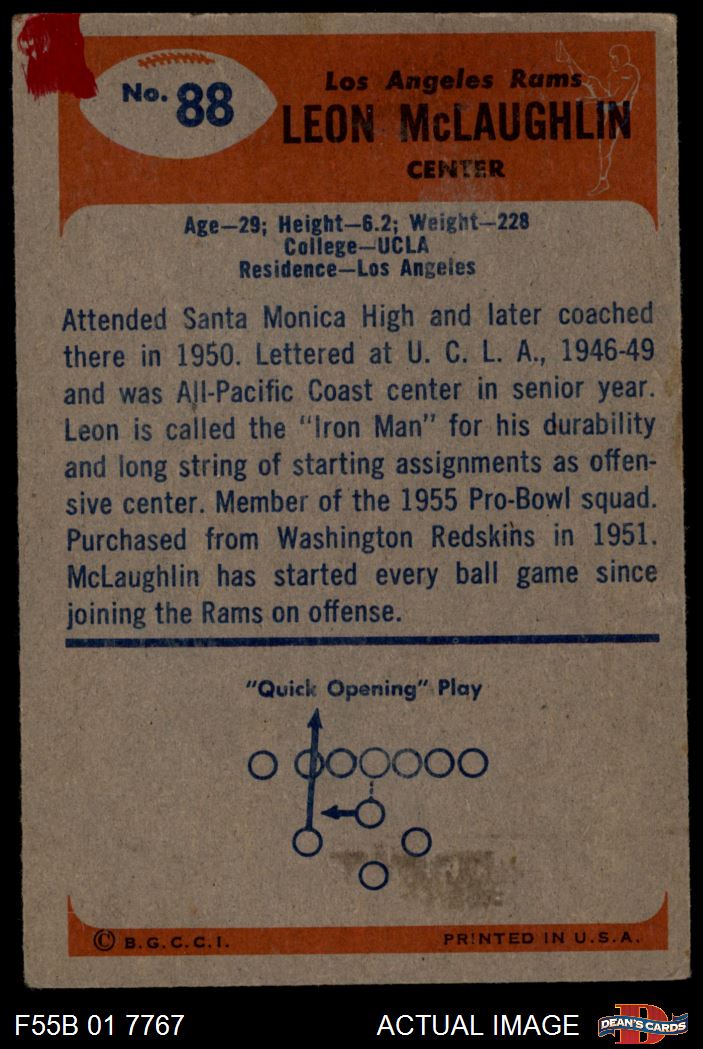 No. 88
Los Angeles Rams
LEON McLAUGHLIN
CENTER
Age—29; Height—6.2; Weight—228
College—UCLA
Residence—Los Angeles
Attended Santa Monica High and later coached
there in 1950. Lettered at U. C. L. A., 1946-49
and was All-Pacific Coast center in senior year.
Leon is called the "Iron Man" for his durability
and long string of starting assignments as offen-
sive center. Member of the 1955 Pro-Bowl squad.
Purchased from Washington Redskins in 1951.
McLaughlin has started every ball game since
joining the Rams on offense.
"Quick Opening" Play
© B.G.C.C.I.
PRINTED IN U.S.A.
F55B 01 7767
ACTUAL IMAGE
D
DEAN'S CARDS